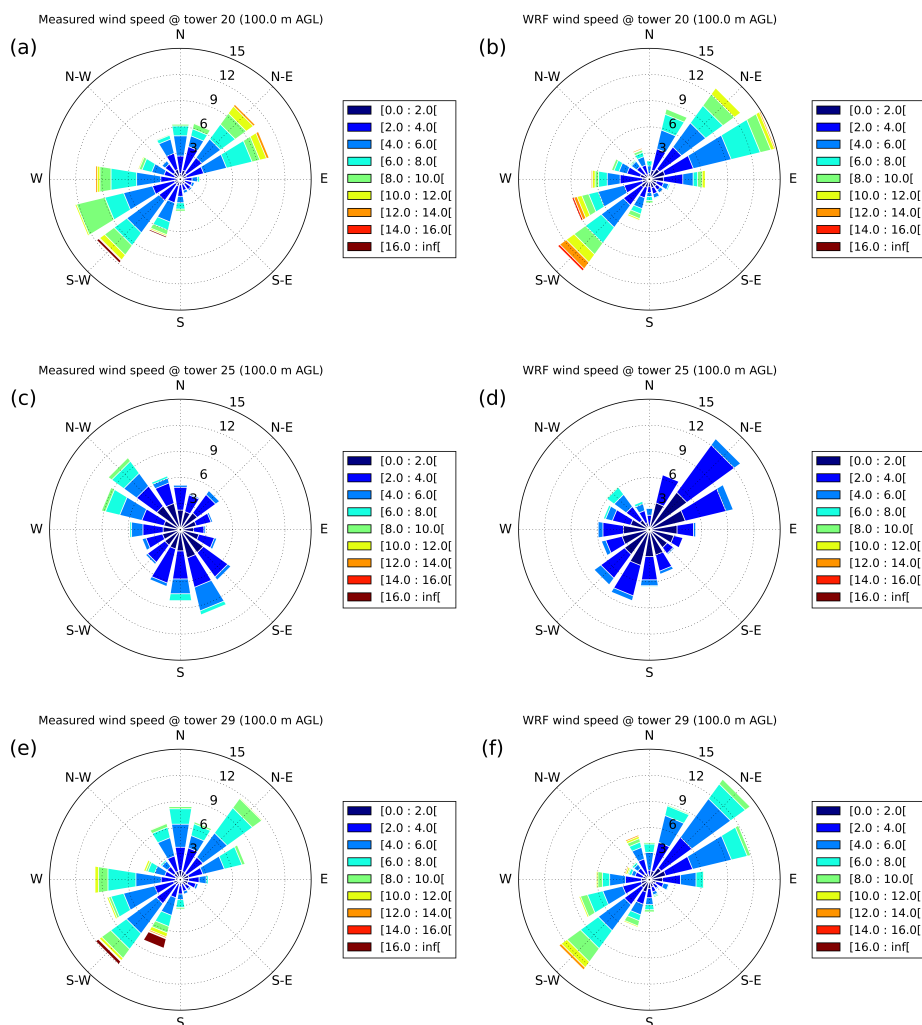 Measured wind speed @ tower 20 (100.0 m AGL)
(a)
N
15
N-W
N-E
12
9
6
3
W
E
S-W
S-E
S
[0.0 : 2.0[
[2.0 : 4.0[
[4.0 : 6.0[
[6.0 : 8.0[
[8.0 : 10.0[
[10.0 : 12.0[
[12.0 : 14.0[
[14.0 : 16.0[
[16.0 : inf[
WRF wind speed @ tower 20 (100.0 m AGL)
(b)
N
15
N-W
N-E
12
9
6
3
W
E
S-W
S-E
S
[0.0 : 2.0[
[2.0 : 4.0[
[4.0 : 6.0[
[6.0 : 8.0[
[8.0 : 10.0[
[10.0 : 12.0[
[12.0 : 14.0[
[14.0 : 16.0[
[16.0 : inf[
Measured wind speed @ tower 25 (100.0 m AGL)
(c)
N
15
N-W
N-E
12
9
6
3
W
E
S-W
S-E
S
[0.0 : 2.0[
[2.0 : 4.0[
[4.0 : 6.0[
[6.0 : 8.0[
[8.0 : 10.0[
[10.0 : 12.0[
[12.0 : 14.0[
[14.0 : 16.0[
[16.0 : inf[
WRF wind speed @ tower 25 (100.0 m AGL)
(d)
N
15
N-W
N-E
12
9
6
3
W
E
S-W
S-E
S
[0.0 : 2.0[
[2.0 : 4.0[
[4.0 : 6.0[
[6.0 : 8.0[
[8.0 : 10.0[
[10.0 : 12.0[
[12.0 : 14.0[
[14.0 : 16.0[
[16.0 : inf[
Measured wind speed @ tower 29 (100.0 m AGL)
(e)
N
15
N-W
N-E
12
9
6
3
W
E
S-W
S-E
S
[0.0 : 2.0[
[2.0 : 4.0[
[4.0 : 6.0[
[6.0 : 8.0[
[8.0 : 10.0[
[10.0 : 12.0[
[12.0 : 14.0[
[14.0 : 16.0[
[16.0 : inf[
WRF wind speed @ tower 29 (100.0 m AGL)
(f)
N
15
N-W
N-E
12
9
6
3
W
E
S-W
S-E
S
[0.0 : 2.0[
[2.0 : 4.0[
[4.0 : 6.0[
[6.0 : 8.0[
[8.0 : 10.0[
[10.0 : 12.0[
[12.0 : 14.0[
[14.0 : 16.0[
[16.0 : inf[